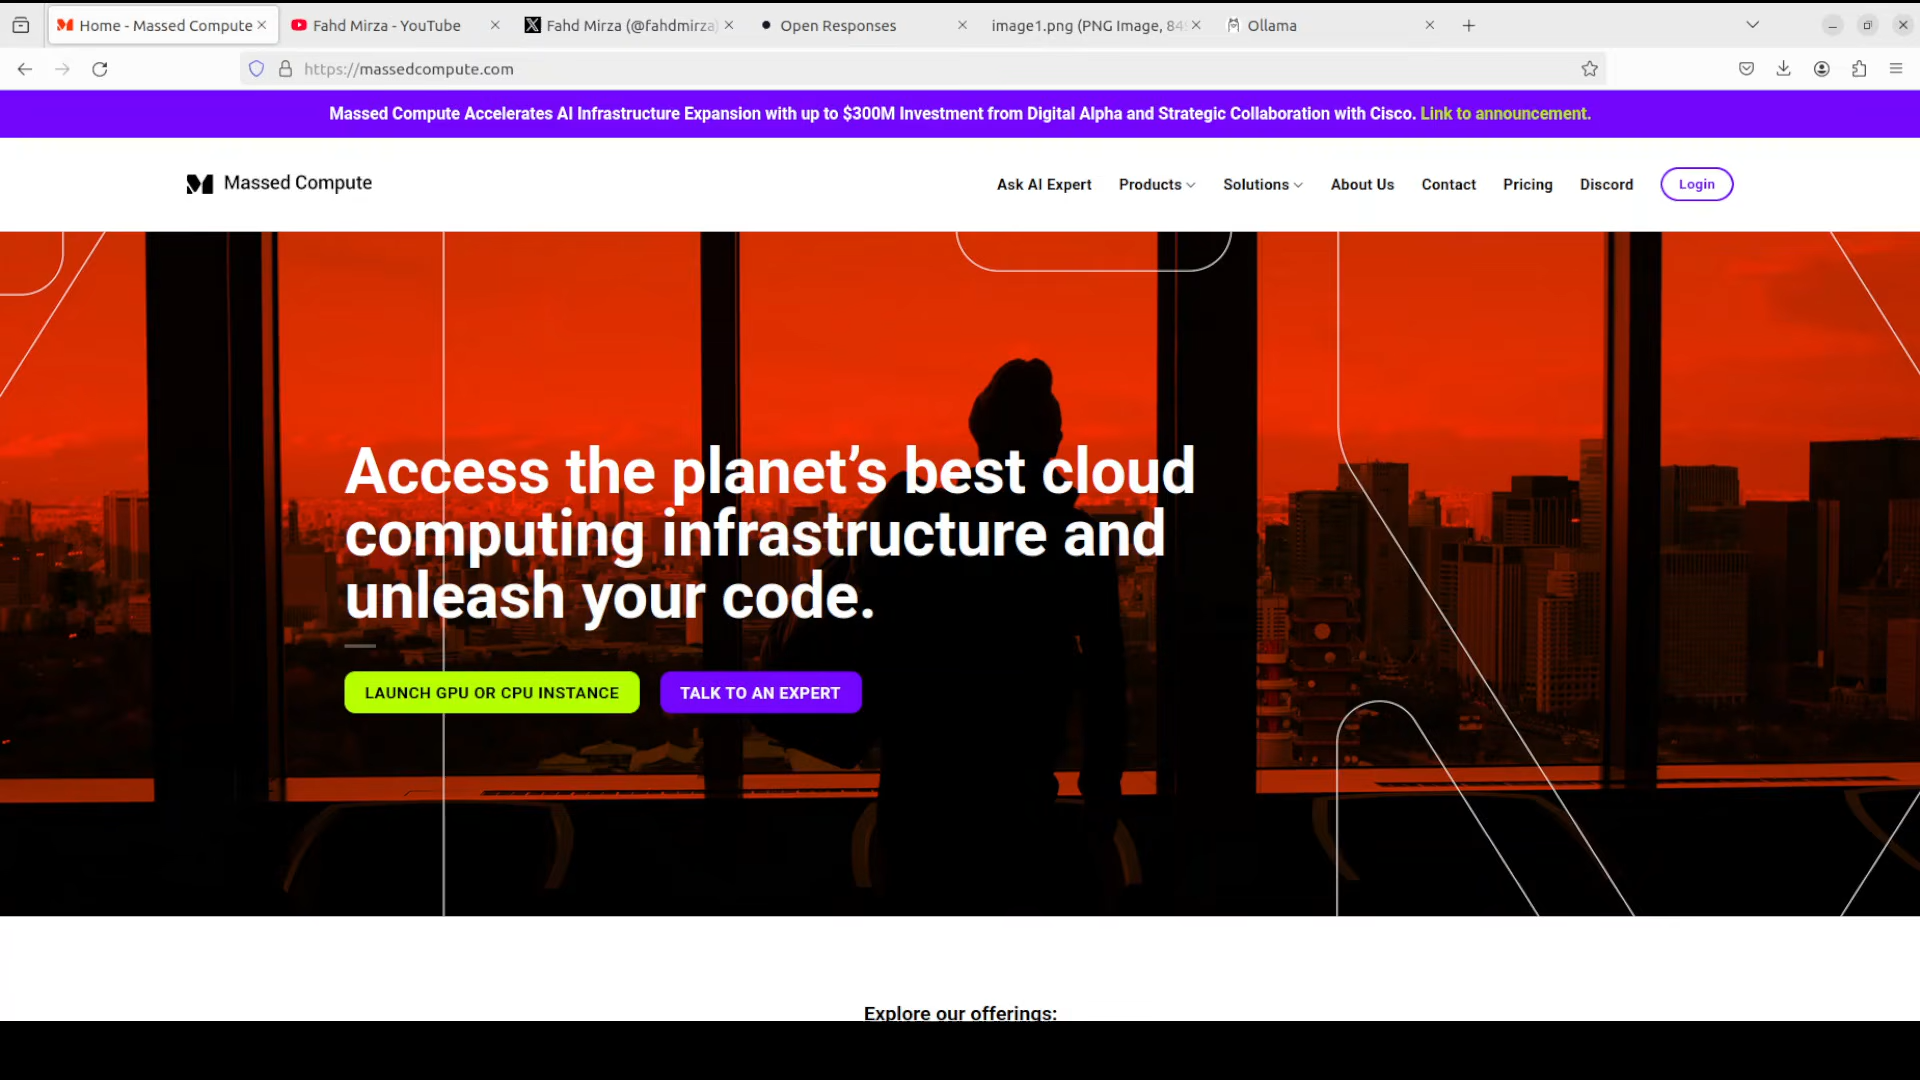 Home - Massed Compute
Fahd Mirza - YouTube
Fahd Mirza (@fahdmirza)
Open Responses
image1.png (PNG Image, 84
Ollama
https://massedcompute.com
Massed Compute Accelerates AI Infrastructure Expansion with up to $300M Investment from Digital Alpha and Strategic Collaboration with Cisco. Link to announcement.
Massed Compute
Ask AI Expert
Products
Solutions
About Us
Contact
Pricing
Discord
Login
Access the planet’s best cloud
computing infrastructure and
unleash your code.
LAUNCH GPU OR CPU INSTANCE
TALK TO AN EXPERT
Explore our offerings: